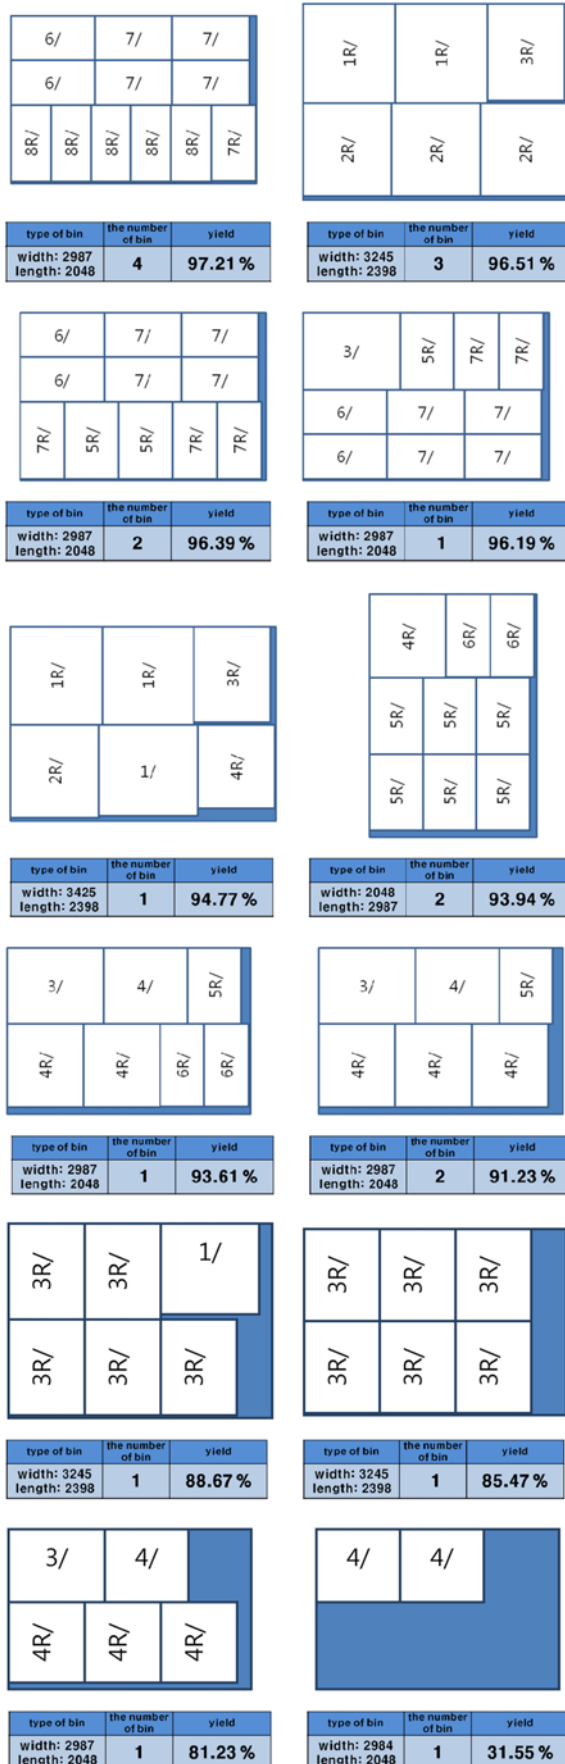 6/ 7/ 7/
6/ 7/ 7/
8R/ 8R/ 8R/ 8R/ 8R/ 7R/
type of bin the number of bin yield
width: 2987 length: 2048 4 97.21 %
1R/ 1R/ 3R/
2R/ 2R/ 2R/
type of bin the number of bin yield
width: 3245 length: 2398 3 96.51 %
6/ 7/ 7/
6/ 7/ 7/
7R/ 5R/ 5R/ 7R/ 7R/
type of bin the number of bin yield
width: 2987 length: 2048 2 96.39 %
3/ 5R/ 7R/ 7R/
6/ 7/ 7/
6/ 7/ 7/
type of bin the number of bin yield
width: 2987 length: 2048 1 96.19 %
1R/ 1R/ 3R/
2R/ 1/ 4R/
type of bin the number of bin yield
width: 3425 length: 2398 1 94.77 %
4R/ 6R/ 6R/
5R/ 5R/ 5R/
5R/ 5R/ 5R/
type of bin the number of bin yield
width: 2048 length: 2987 2 93.94 %
3/ 4/ 5R/
4R/ 4R/ 6R/ 6R/
type of bin the number of bin yield
width: 2987 length: 2048 1 93.61 %
3/ 4/ 5R/
4R/ 4R/ 4R/
type of bin the number of bin yield
width: 2987 length: 2048 2 91.23 %
3R/ 3R/ 1/
3R/ 3R/ 3R/
type of bin the number of bin yield
width: 3245 length: 2398 1 88.67 %
3R/ 3R/ 3R/
3R/ 3R/ 3R/
type of bin the number of bin yield
width: 3245 length: 2398 1 85.47 %
3/ 4/
4R/ 4R/ 4R/
type of bin the number of bin yield
width: 2987 length: 2048 1 81.23 %
4/ 4/
type of bin the number of bin yield
width: 2984 length: 2048 1 31.55 %